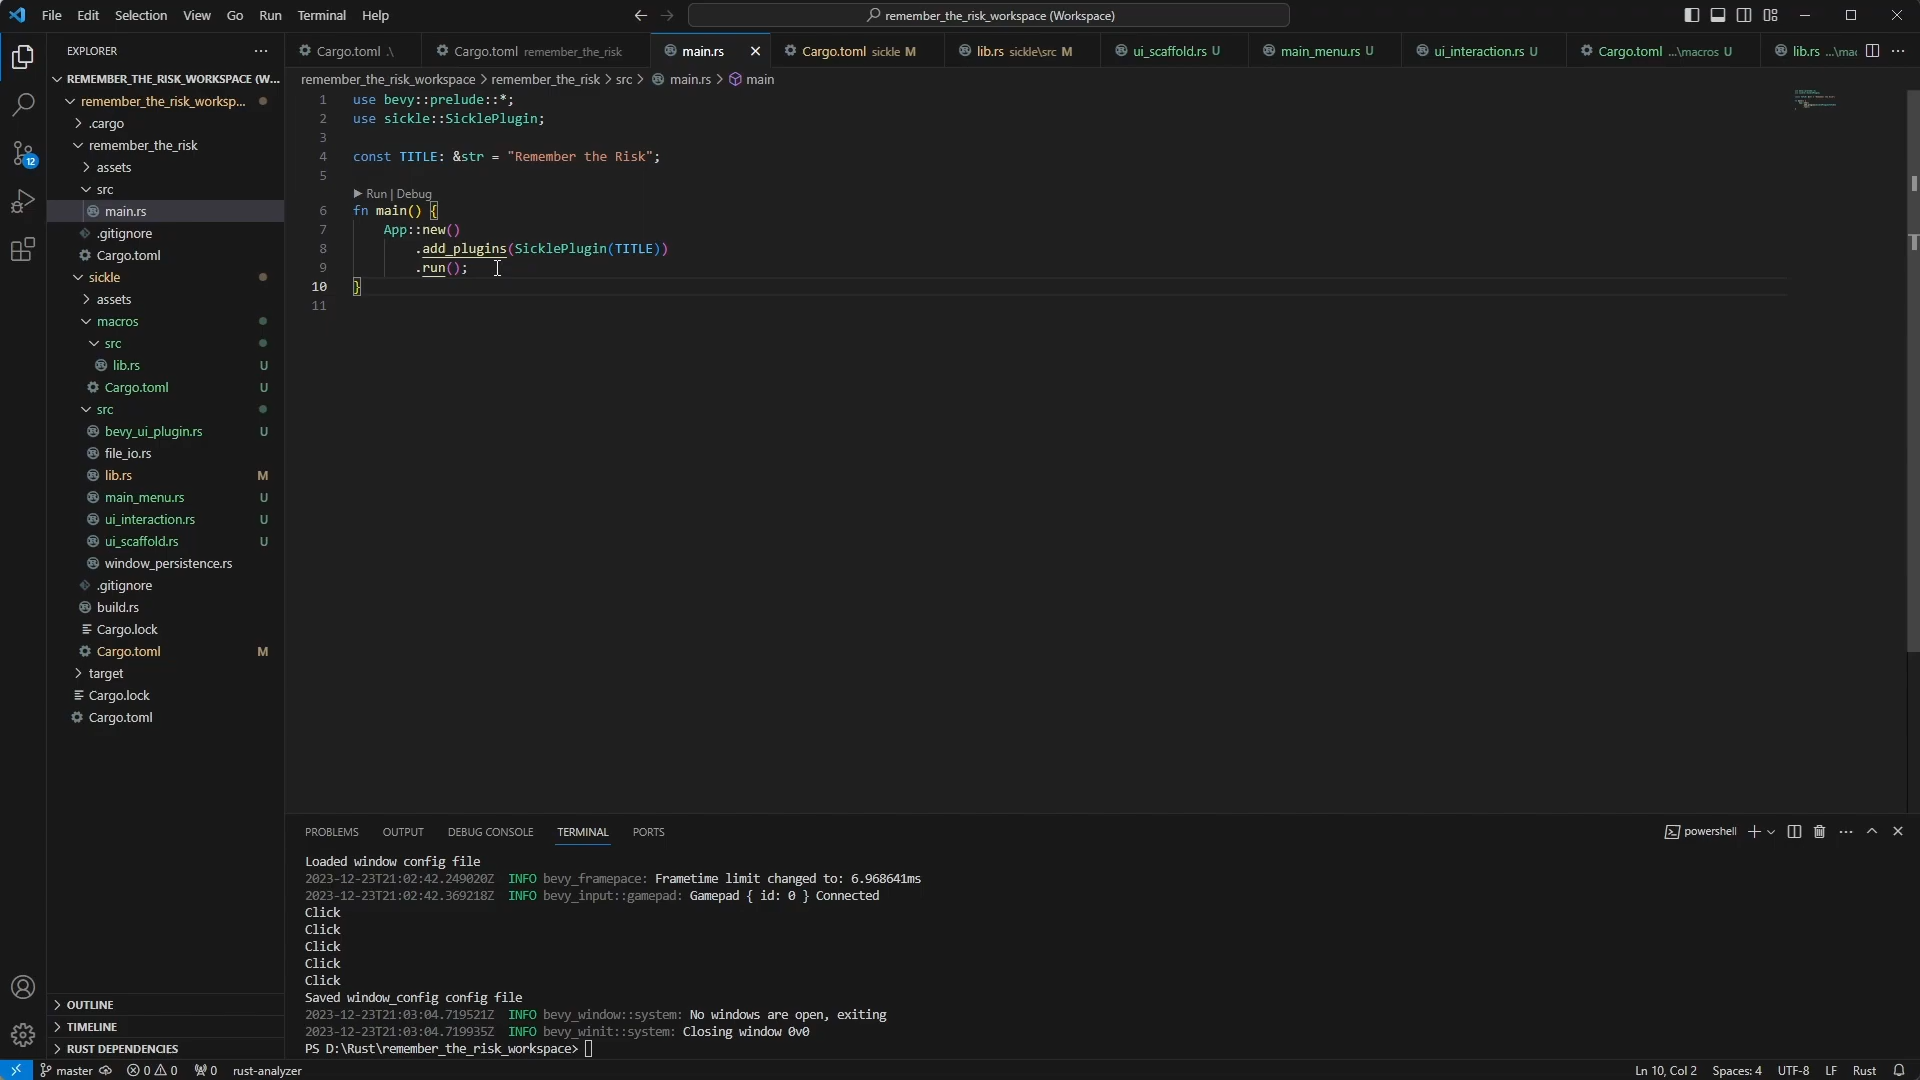 File Edit Selection View Go Run Terminal Help
remember_the_risk_workspace (Workspace)
EXPLORER
REMEMBER_THE_RISK_WORKSPACE (W...
remember_the_risk_worksp...
.cargo
remember_the_risk
assets
src
main.rs
.gitignore
Cargo.toml
sickle
assets
macros
src
lib.rs U
Cargo.toml U
src
bevy_ui_plugin.rs U
file_io.rs
lib.rs M
main_menu.rs U
ui_interaction.rs U
ui_scaffold.rs U
window_persistence.rs
.gitignore
build.rs
Cargo.lock
Cargo.toml M
target
Cargo.lock
Cargo.toml
OUTLINE
TIMELINE
RUST DEPENDENCIES
12
Cargo.toml .\ Cargo.toml remember_the_risk main.rs Cargo.toml sickle M lib.rs sickle\src M ui_scaffold.rs U main_menu.rs U ui_interaction.rs U Cargo.toml ...\macros U lib.rs ...\mac
remember_the_risk_workspace > remember_the_risk > src > main.rs > main
1 use bevy::prelude::*;
2 use sickle::SicklePlugin;
3
4 const TITLE: &str = "Remember the Risk";
5
Run | Debug
6 fn main() {
7 App::new()
8 .add_plugins(SicklePlugin(TITLE))
9 .run();
10 }
11
PROBLEMS OUTPUT DEBUG CONSOLE TERMINAL PORTS
powershell
Loaded window config file
2023-12-23T21:02:42.249020Z INFO bevy_framepace: Frametime limit changed to: 6.968641ms
2023-12-23T21:02:42.369218Z INFO bevy_input::gamepad: Gamepad { id: 0 } Connected
Click
Click
Click
Click
Click
Saved window_config config file
2023-12-23T21:03:04.719521Z INFO bevy_window::system: No windows are open, exiting
2023-12-23T21:03:04.719935Z INFO bevy_winit::system: Closing window 0v0
PS D:\Rust\remember_the_risk_workspace>
master 0 0 0 rust-analyzer
Ln 10, Col 2 Spaces: 4 UTF-8 LF Rust